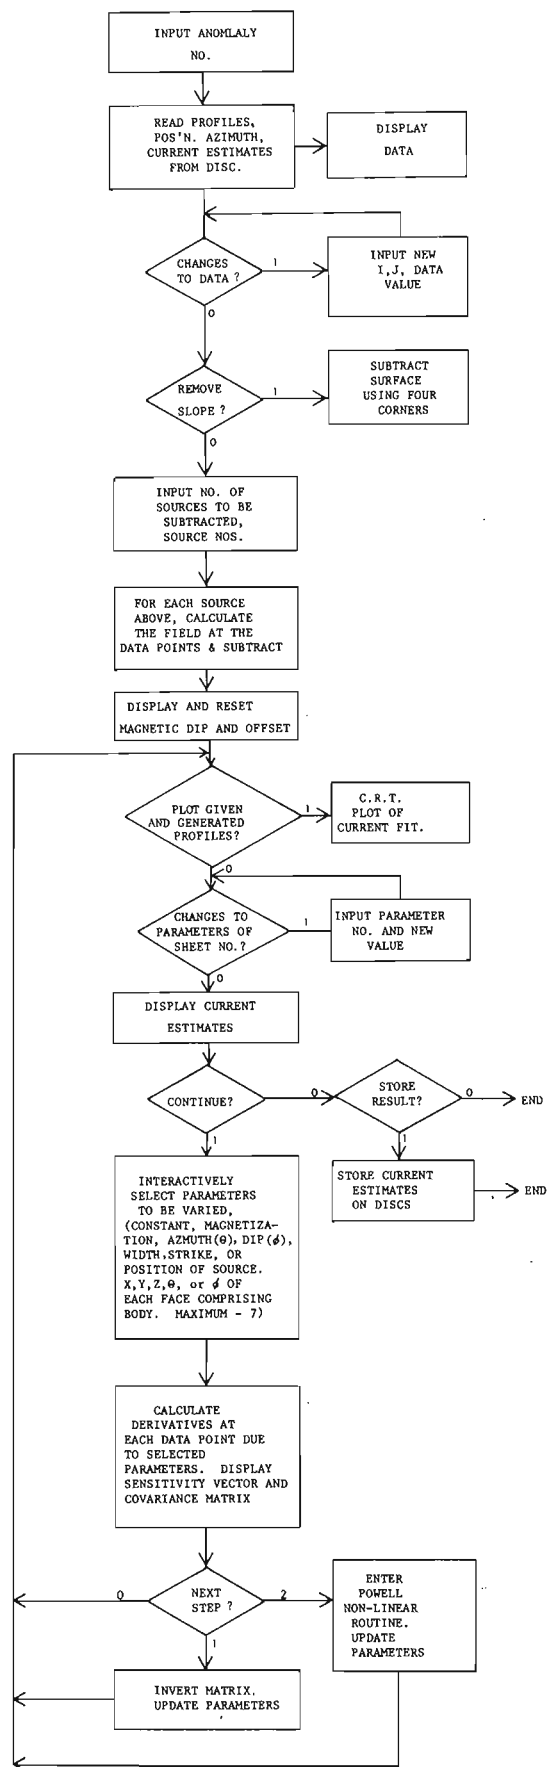 INPUT ANOMLALY
NO.
READ PROFILES,
POS'N. AZIMUTH,
CURRENT ESTIMATES
FROM DISC.
DISPLAY
DATA
CHANGES
TO DATA ?
1
0
INPUT NEW
I,J, DATA
VALUE
REMOVE
SLOPE ?
1
0
SUBTRACT
SURFACE
USING FOUR
CORNERS
INPUT NO. OF
SOURCES TO BE
SUBTRACTED,
SOURCE NOS.
FOR EACH SOURCE
ABOVE, CALCULATE
THE FIELD AT THE
DATA POINTS & SUBTRACT
DISPLAY AND RESET
MAGNETIC DIP AND OFFSET
PLOT GIVEN
AND GENERATED
PROFILES?
1
0
C.R.T.
PLOT OF
CURRENT FIT.
CHANGES TO
PARAMETERS OF
SHEET NO.?
1
0
INPUT PARAMETER
NO. AND NEW
VALUE
DISPLAY CURRENT
ESTIMATES
CONTINUE?
0
1
STORE
RESULT?
0
END
1
STORE CURRENT
ESTIMATES
ON DISCS
END
INTERACTIVELY
SELECT PARAMETERS
TO BE VARIED,
(CONSTANT, MAGNETIZA-
TION, AZMUTH(θ), DIP(ϕ),
WIDTH,STRIKE, OR
POSITION OF SOURCE.
X,Y,Z,θ, or ϕ OF
EACH FACE COMPRISING
BODY. MAXIMUM - 7)
CALCULATE
DERIVATIVES AT
EACH DATA POINT DUE
TO SELECTED
PARAMETERS. DISPLAY
SENSITIVITY VECTOR AND
COVARIANCE MATRIX
NEXT
STEP ?
0
2
1
ENTER
POWELL
NON-LINEAR
ROUTINE.
UPDATE
PARAMETERS
INVERT MATRIX.
UPDATE PARAMETERS